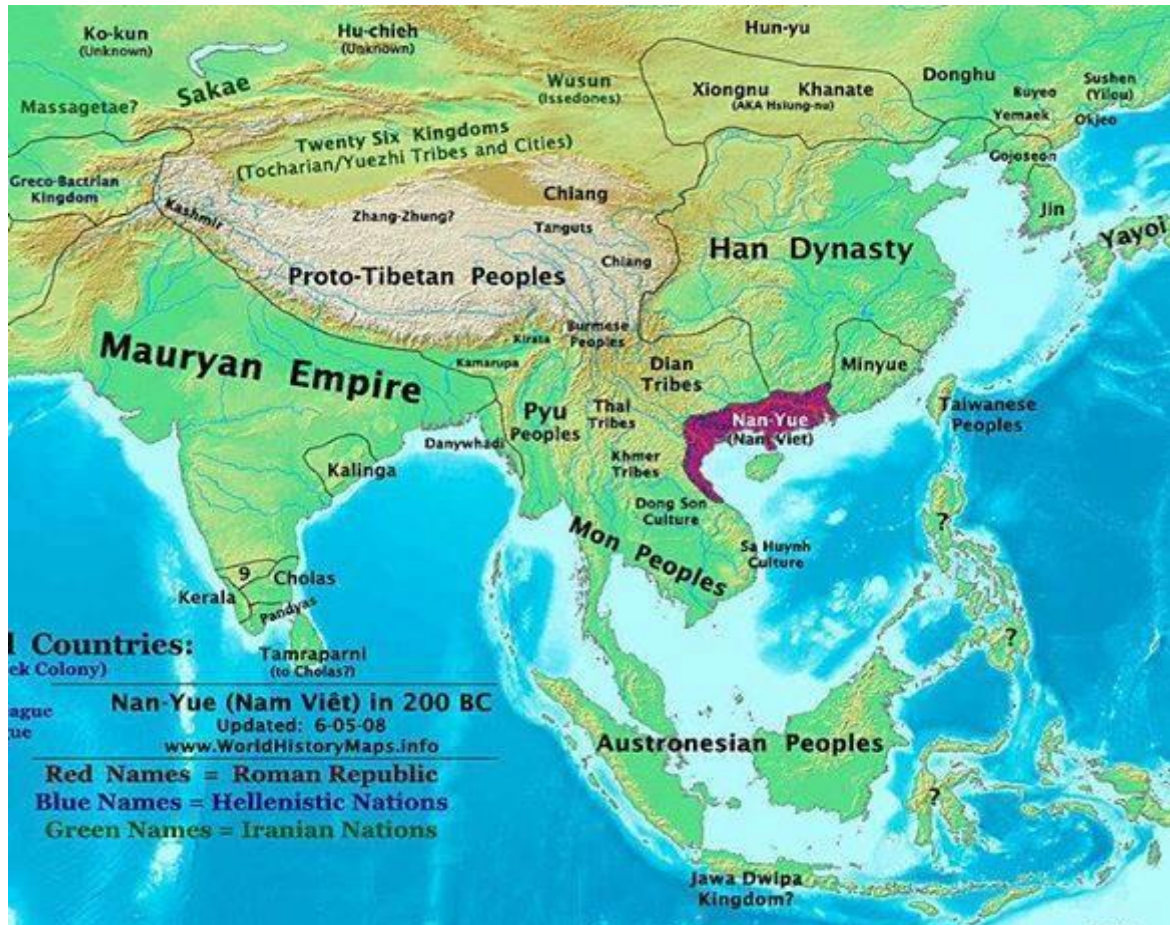 Ko-kun
(Unknown)
Hu-chieh
(Unknown)
Hun-yu
Sakae
Wusun
(Issedones)
Xiongnu Khanate
(AKA Hsiung-nu)
Donghu
Buyeo
Sushen
(Yilou)
Massagetae?
Yemaek
Okjeo
Twenty Six Kingdoms
(Tocharian/Yuezhi Tribes and Cities)
Gojoseon
Greco-Bactrian
Kingdom
Kashmir
Chiang
Jin
Zhang-Zhung?
Tanguts
Yayoi
Han Dynasty
Chiang
Proto-Tibetan Peoples
Burmese
Peoples
Kirata
Mauryan Empire
Kamarupa
Dian
Tribes
Minyue
Pyu
Peoples
Thai
Tribes
Nan-Yue
(Nam Viet)
Taiwanese
Peoples
Danywhadi
Khmer
Tribes
Kalinga
Dong Son
Culture
?
Mon Peoples
Sa Huynh
Culture
9
Cholas
Kerala
Pandyas
?
Countries:
ek Colony)
Tamraparni
(to Cholas?)
Nan-Yue (Nam Viêt) in 200 BC
ague
Updated: 6-05-08
ue
www.WorldHistoryMaps.info
Austronesian Peoples
Red Names = Roman Republic
Blue Names = Hellenistic Nations
?
Green Names = Iranian Nations
Jawa Dwipa
Kingdom?